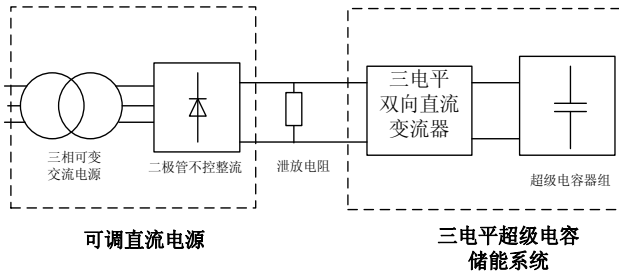 三相可变
交流电源
二极管不控整流
泄放电阻
三电平
双向直流
变流器
超级电容器组
可调直流电源
三电平超级电容
储能系统